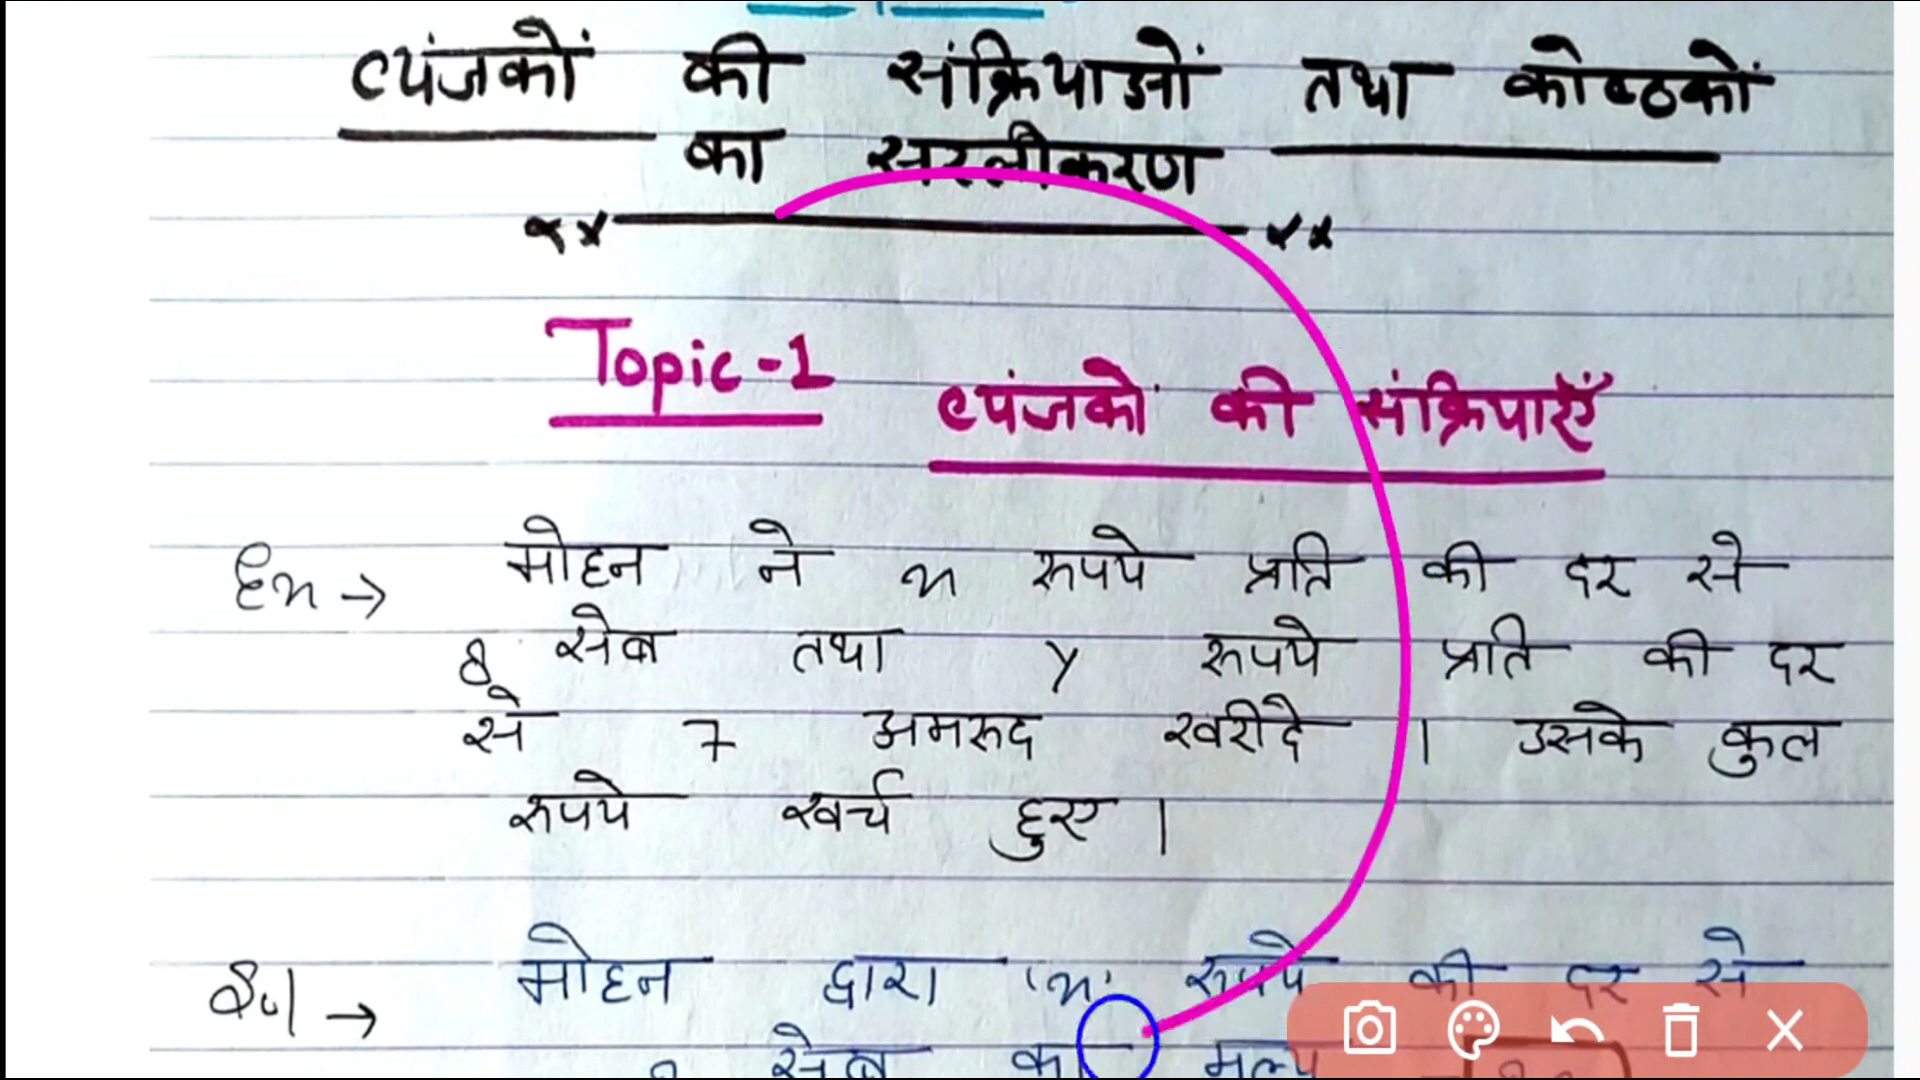 व्यंजकों की संक्रियाओं तथा कोष्ठकों
का सरलीकरण
Topic-1 व्यंजकों की संक्रियाएँ
Ex → मोहन ने x रूपये प्रति की दर से
8 सेब तथा y रूपये प्रति की दर
से 7 अमरूद खरीदे । उसके कुल
रूपये खर्च हुए ।
मोहन द्वारा 'x' रूपये की दर से
सेब का मूल्य